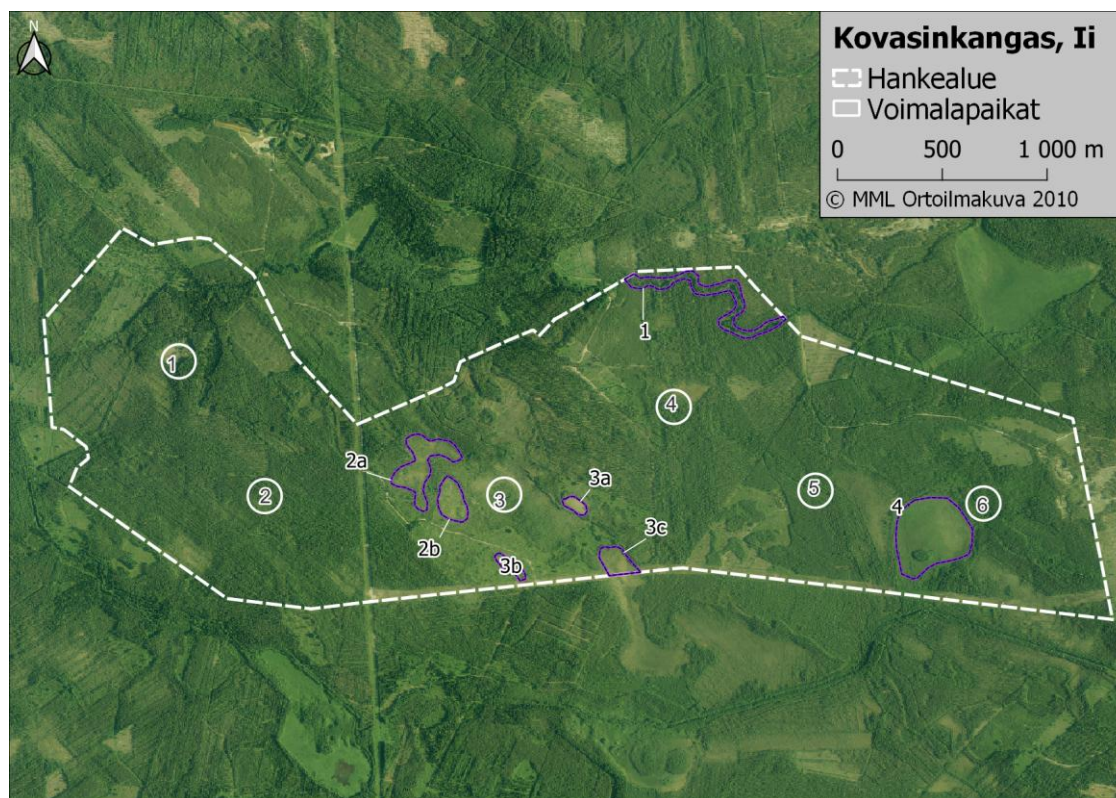 N
Kovasinkangas, Ii
Hankealue
Voimalapaikat
0 500 1 000 m
© MML Ortoilmakuva 2010
1
1
4
2a
2
3
3a
5
4
6
2b
3b
3c